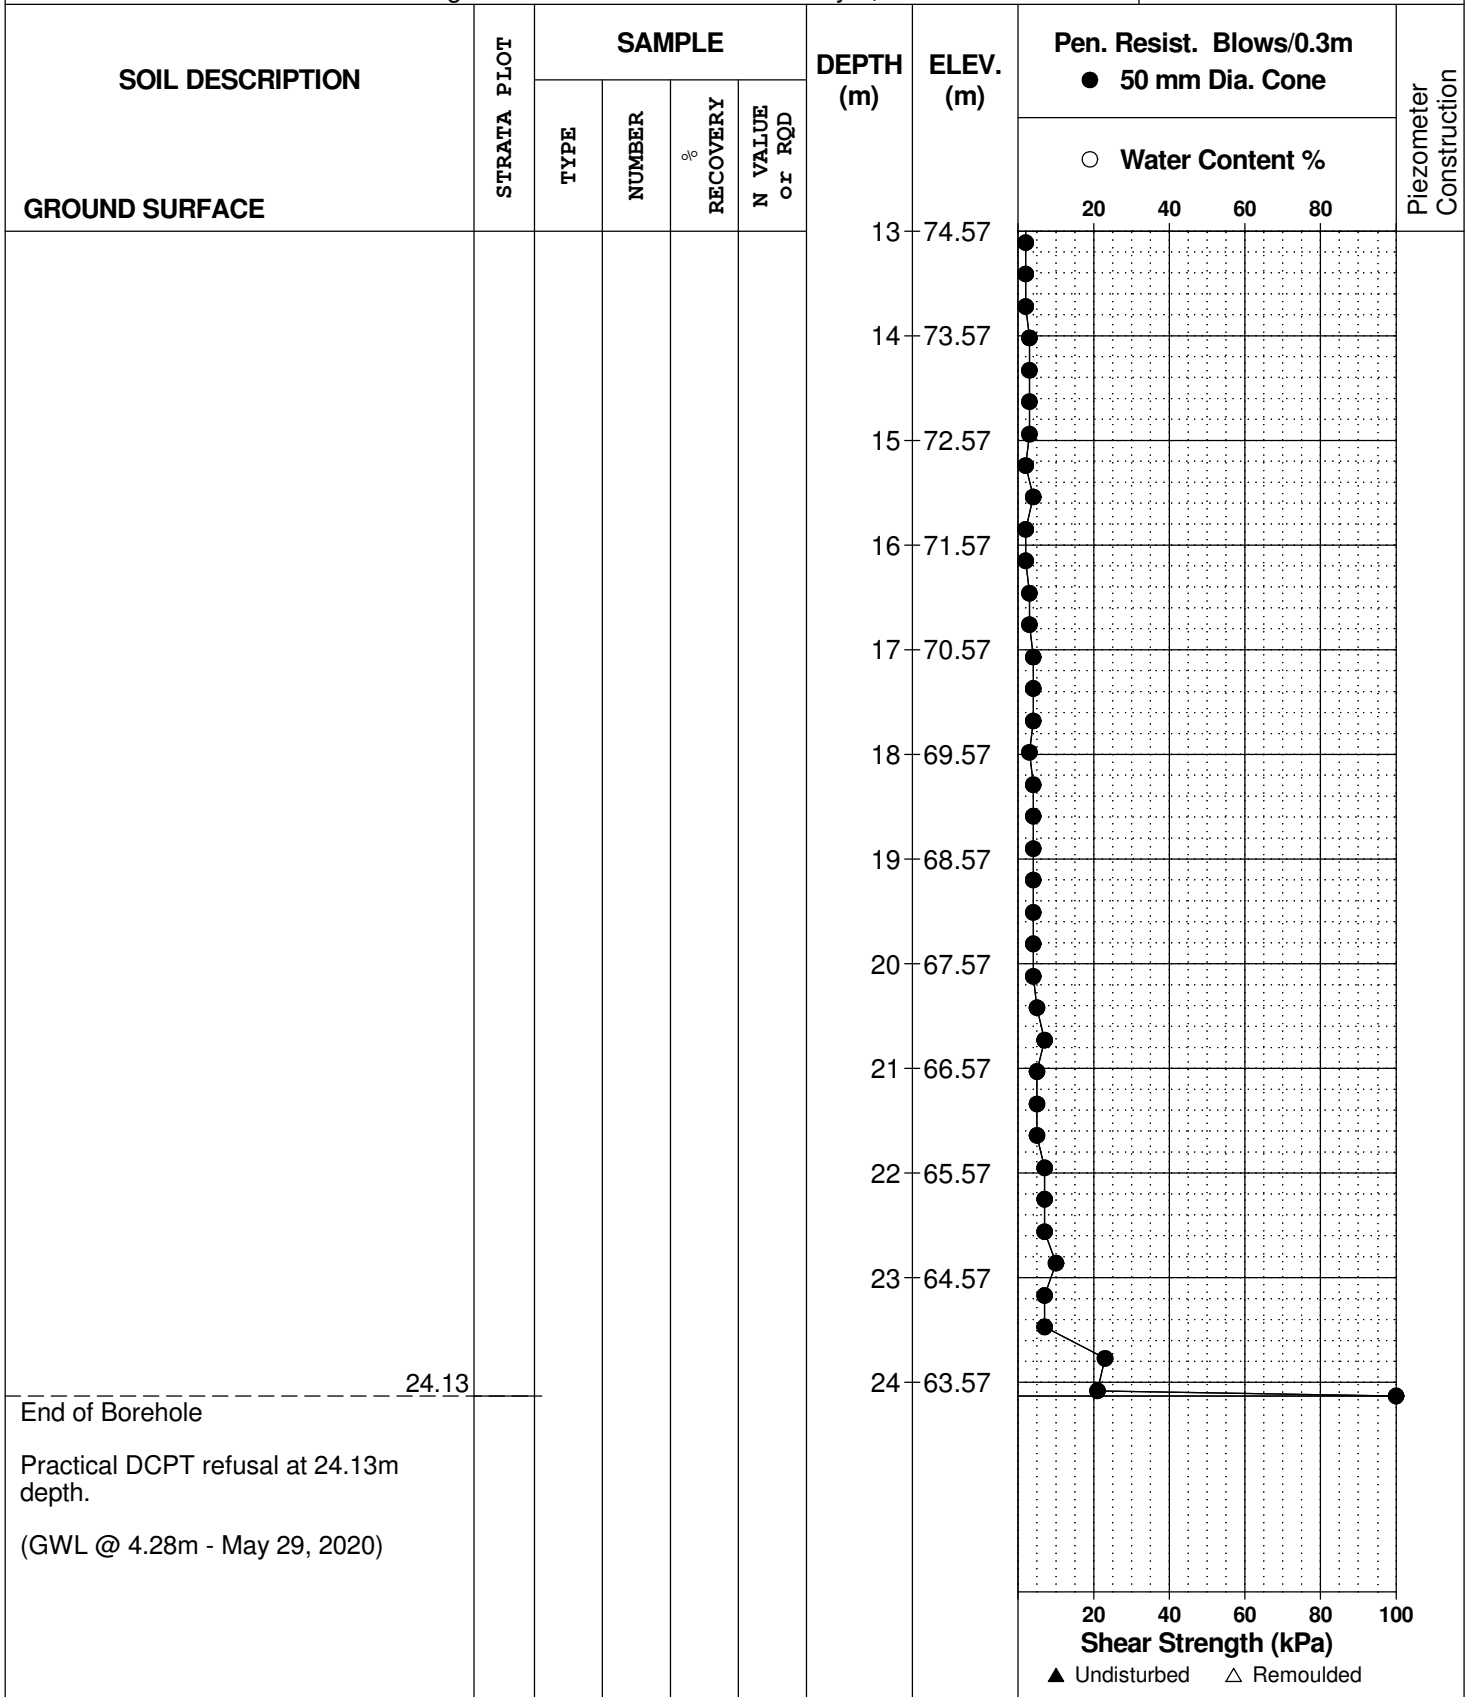 SOIL DESCRIPTION
GROUND SURFACE
STRATA PLOT
SAMPLE
TYPE
NUMBER
%
RECOVERY
N VALUE
or RQD
DEPTH
(m)
ELEV.
(m)
Pen. Resist. Blows/0.3m
● 50 mm Dia. Cone
○ Water Content %
20 40 60 80
Piezometer
Construction
13 74.57
14 73.57
15 72.57
16 71.57
17 70.57
18 69.57
19 68.57
20 67.57
21 66.57
22 65.57
23 64.57
24 63.57
24.13
End of Borehole
Practical DCPT refusal at 24.13m
depth.
(GWL @ 4.28m - May 29, 2020)
20 40 60 80 100
Shear Strength (kPa)
▲ Undisturbed △ Remoulded